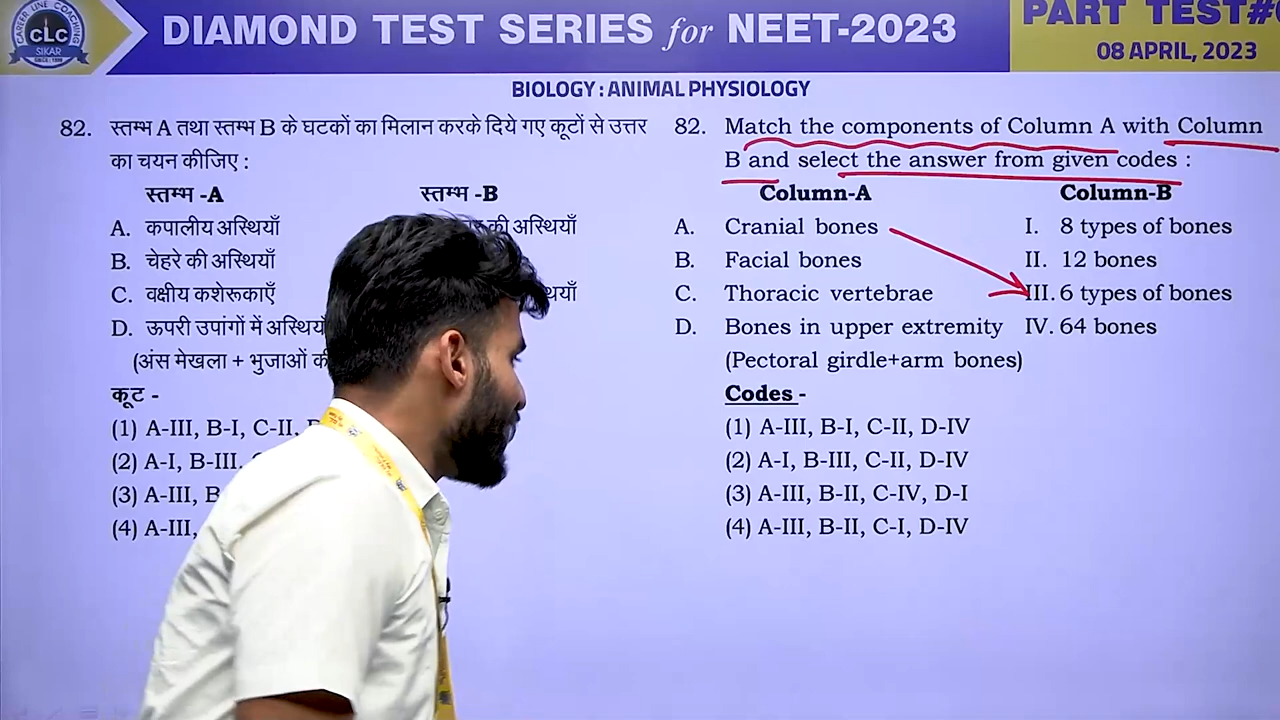 CAREER LINE COACHING
CLC
SIKAR
DIAMOND TEST SERIES for NEET-2023
PART TEST#
08 APRIL, 2023
BIOLOGY : ANIMAL PHYSIOLOGY
82. स्तम्भ A तथा स्तम्भ B के घटकों का मिलान करके दिये गए कूटों से उत्तर
का चयन कीजिए :
स्तम्भ -A स्तम्भ -B
A. कपालीय अस्थियाँ की अस्थियाँ
B. चेहरे की अस्थियाँ
C. वक्षीय कशेरूकाएँ
D. ऊपरी उपांगों में
(अंस मेखला + भुजाओं
कूट -
(1) A-III, B-I, C-II,
(2) A-I, B-III.
(3) A-III, B
(4) A-III,
82. Match the components of Column A with Column
B and select the answer from given codes :
Column-A Column-B
A. Cranial bones I. 8 types of bones
B. Facial bones II. 12 bones
C. Thoracic vertebrae III. 6 types of bones
D. Bones in upper extremity IV. 64 bones
(Pectoral girdle+arm bones)
Codes -
(1) A-III, B-I, C-II, D-IV
(2) A-I, B-III, C-II, D-IV
(3) A-III, B-II, C-IV, D-I
(4) A-III, B-II, C-I, D-IV